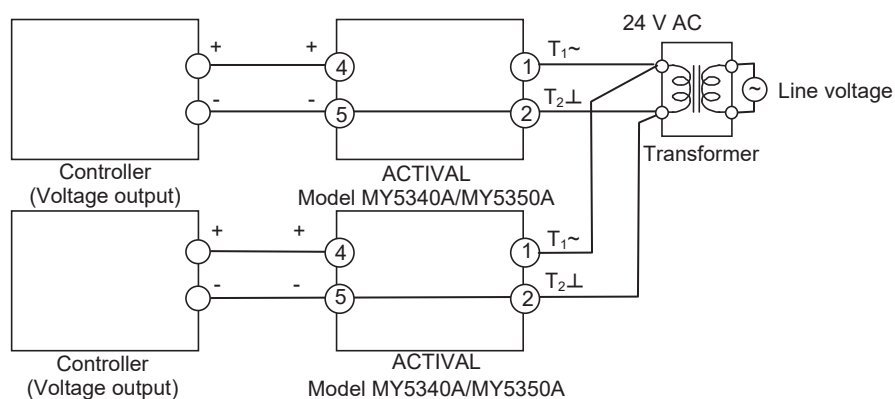 24 V AC
+ + T₁~
4 1
~ Line voltage
- - T₂⊥
5 2
Transformer
Controller
(Voltage output)
ACTIVAL
Model MY5340A/MY5350A
+ + T₁~
4 1
- - T₂⊥
5 2
Controller
(Voltage output)
ACTIVAL
Model MY5340A/MY5350A